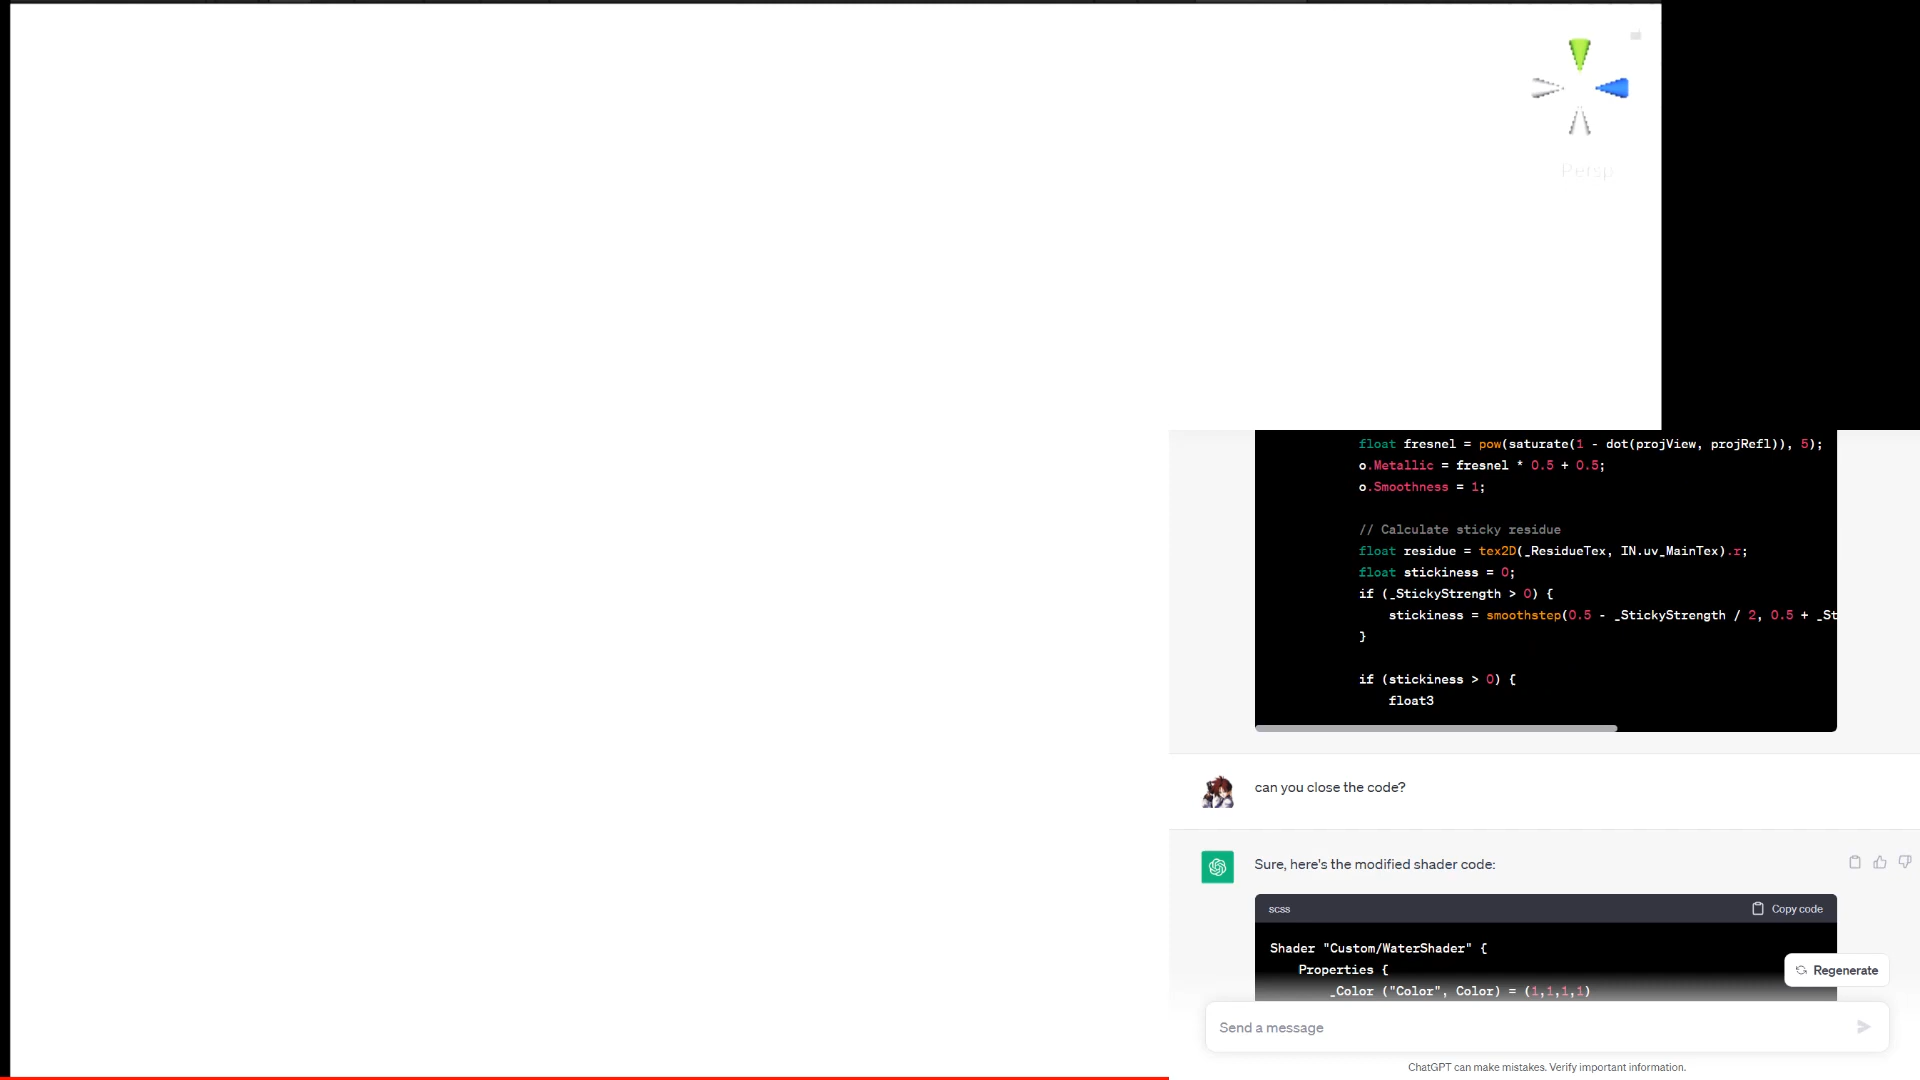 Persp
float fresnel = pow(saturate(1 - dot(projView, projRefl)), 5);
o.Metallic = fresnel * 0.5 + 0.5;
o.Smoothness = 1;
// Calculate sticky residue
float residue = tex2D(_ResidueTex, IN.uv_MainTex).r;
float stickiness = 0;
if (_StickyStrength > 0) {
stickiness = smoothstep(0.5 - _StickyStrength / 2, 0.5 + _St
}
if (stickiness > 0) {
float3
can you close the code?
Sure, here's the modified shader code:
scss
Copy code
Shader "Custom/WaterShader" {
Properties {
_Color ("Color", Color) = (1,1,1,1)
Regenerate
Send a message
ChatGPT can make mistakes. Verify important information.